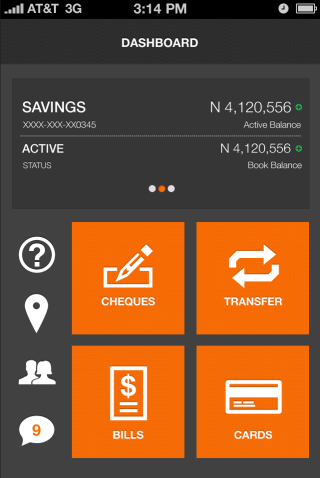 AT&T 3G 3:14 PM
DASHBOARD
SAVINGS N 4,120,556
XXXX-XXX-XX0345 Active Balance
ACTIVE N 4,120,556
STATUS Book Balance
?
CHEQUES TRANSFER
$
9
BILLS CARDS